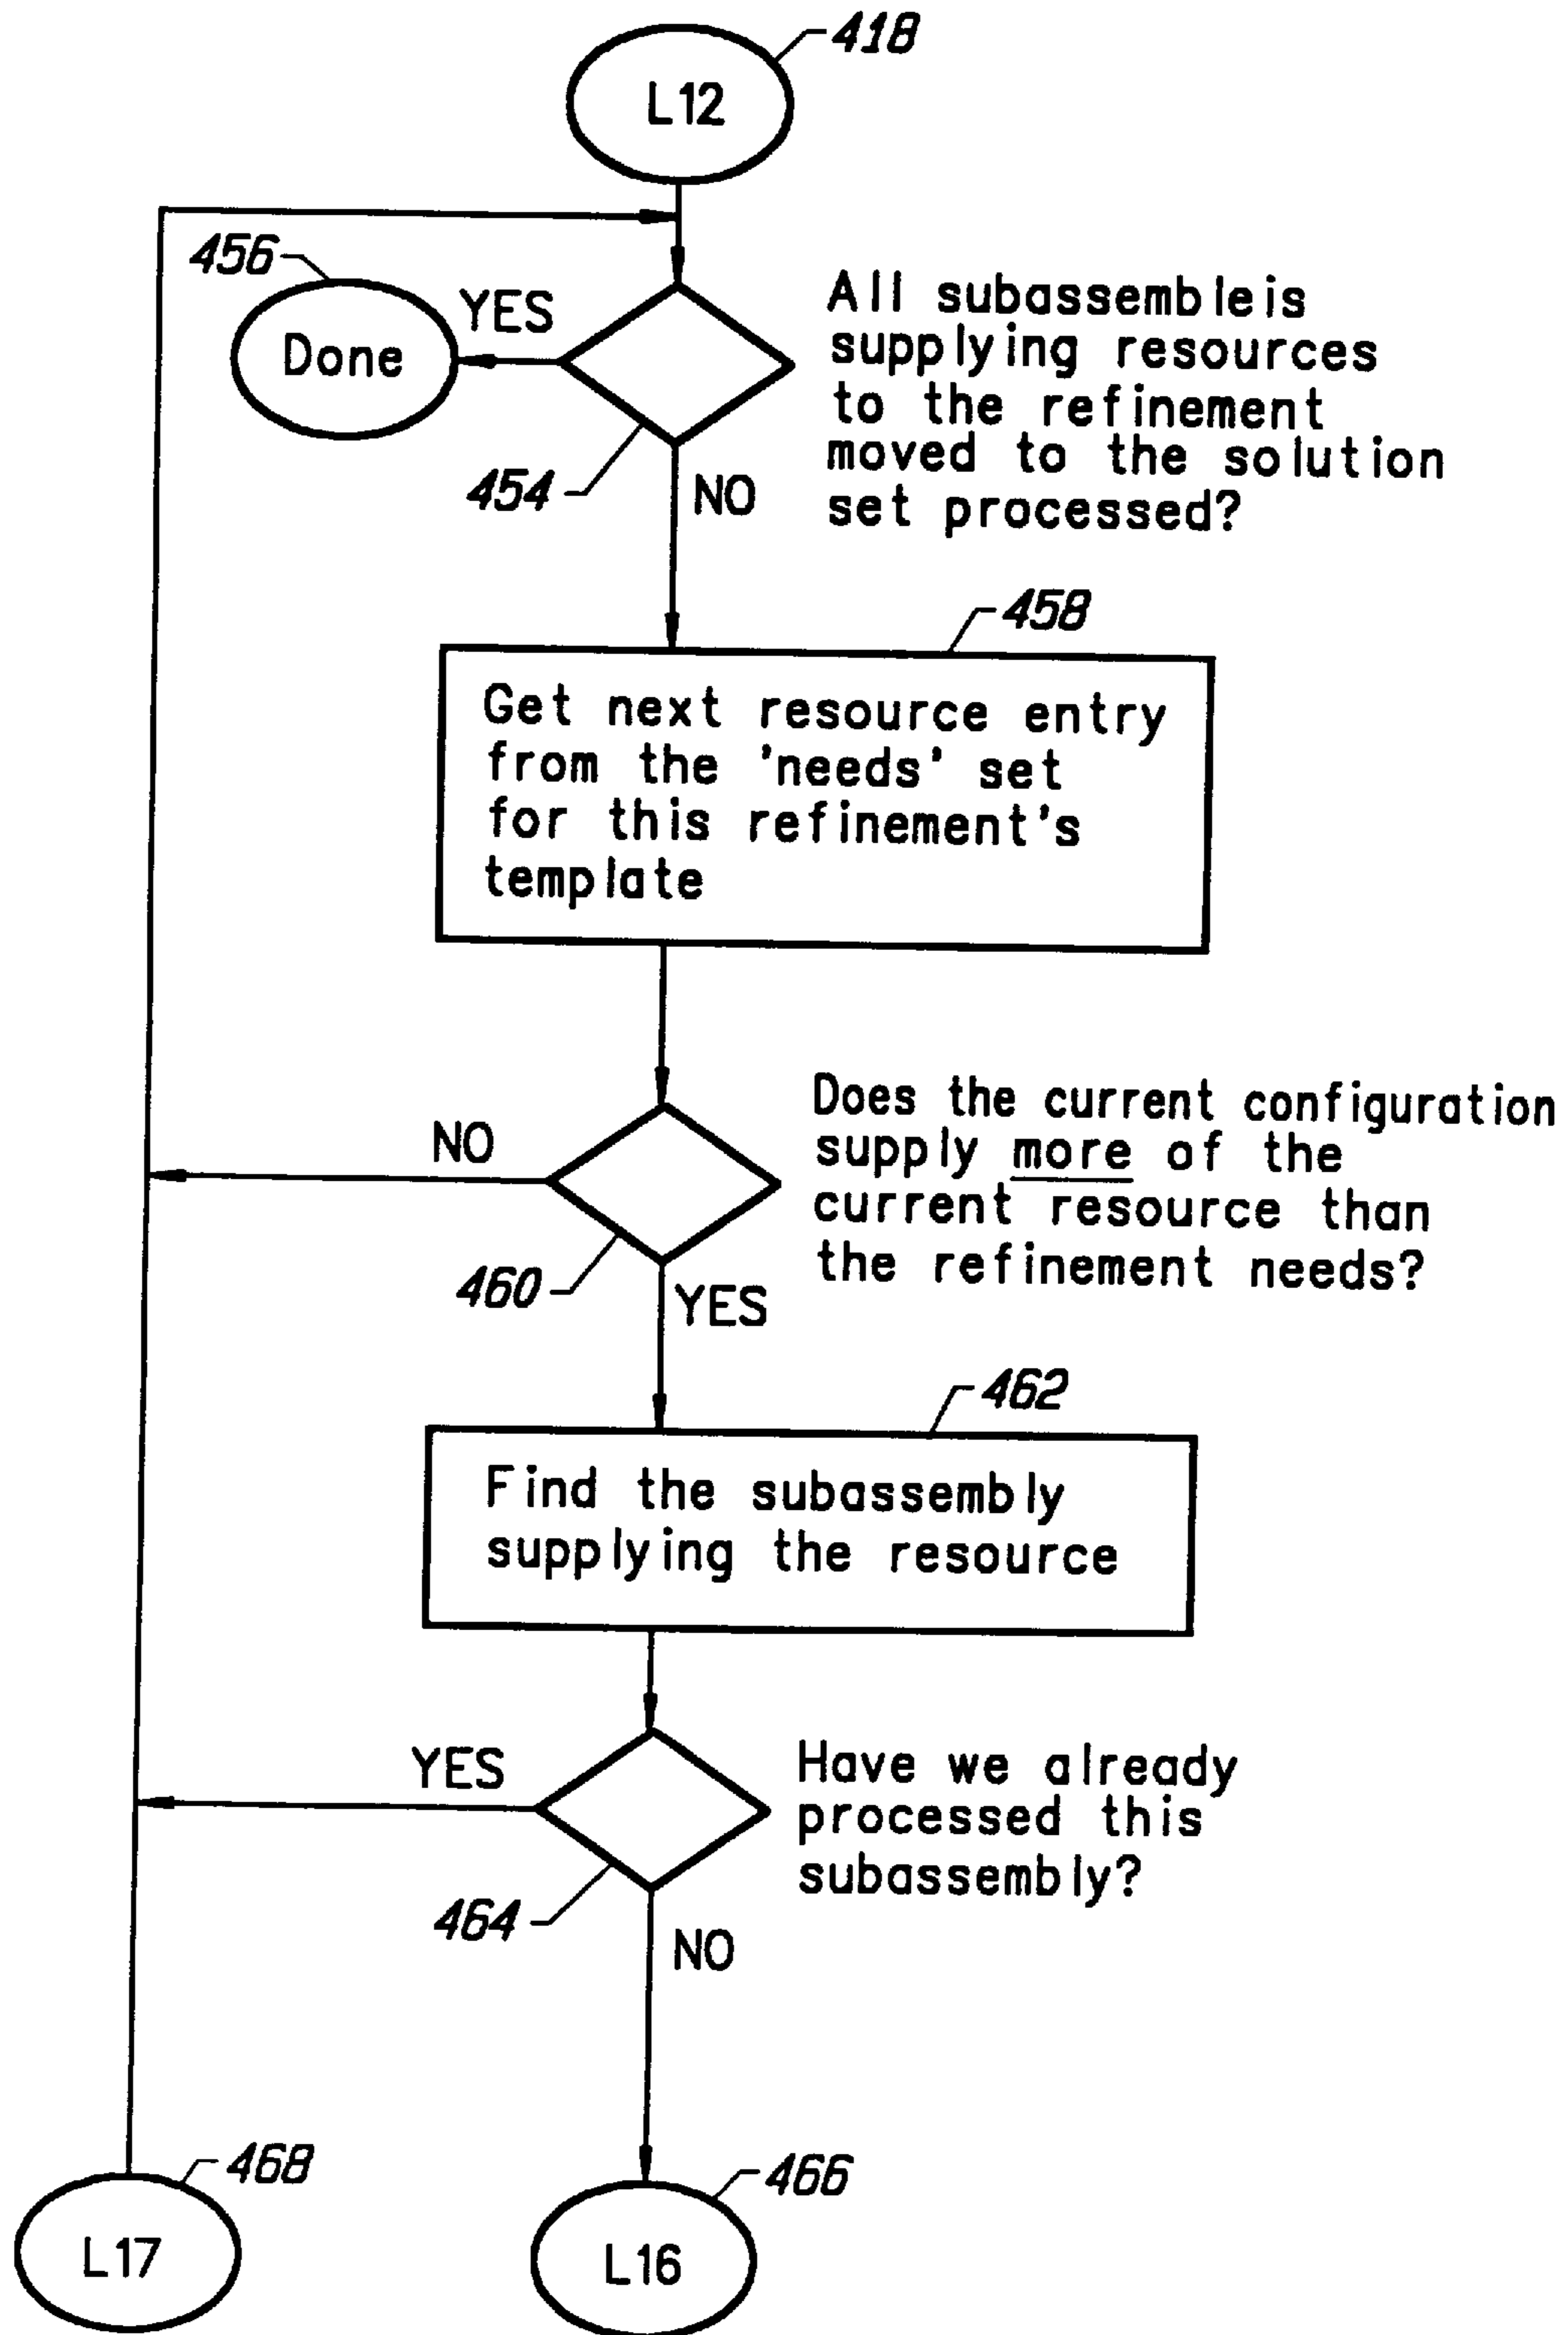 418
L12
456
YES
Done
All subassembleis
supplying resources
to the refinement
moved to the solution
set processed?
454
NO
458
Get next resource entry
from the 'needs' set
for this refinement's
template
Does the current configuration
supply more of the
current resource than
the refinement needs?
NO
460
YES
462
Find the subassembly
supplying the resource
YES
Have we already
processed this
subassembly?
464
NO
468
466
L17
L16